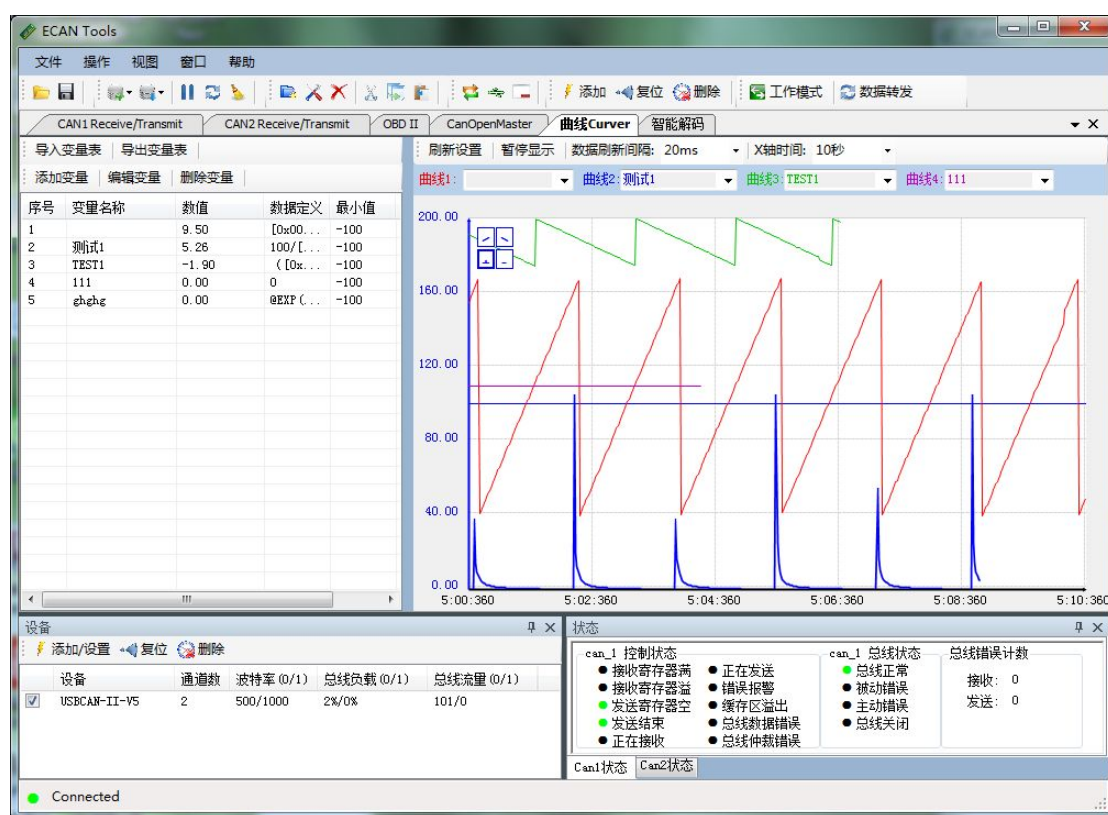 ECAN Tools
文件 操作 视图 窗口 帮助
添加 复位 删除 工作模式 数据转发
CAN1 Receive/Transmit CAN2 Receive/Transmit OBD II CanOpenMaster 曲线Curver 智能解码
导入变量表 导出变量表 刷新设置 暂停显示 数据刷新间隔: 20ms X轴时间: 10秒
添加变量 编辑变量 删除变量 曲线1: 曲线2: 测试1 曲线3: TEST1 曲线4: 111
序号 变量名称 数值 数据定义 最小值
1 9.50 [0x00... -100
2 测试1 5.26 100/[... -100
3 TEST1 -1.90 ([0x... -100
4 111 0.00 0 -100
5 ghghg 0.00 @EXP(... -100
200.00
160.00
120.00
80.00
40.00
0.00
5:00:360 5:02:360 5:04:360 5:06:360 5:08:360 5:10:360
设备
添加/设置 复位 删除
设备 通道数 波特率(0/1) 总线负载(0/1) 总线流量(0/1)
USBCAN-II-V5 2 500/1000 2%/0% 101/0
状态
can_1 控制状态 can_1 总线状态 总线错误计数
接收寄存器满 正在发送 总线正常 接收: 0
接收寄存器溢 错误报警 被动错误 发送: 0
发送寄存器空 缓存区溢出 主动错误
发送结束 总线数据错误 总线关闭
正在接收 总线仲裁错误
Can1状态 Can2状态
Connected